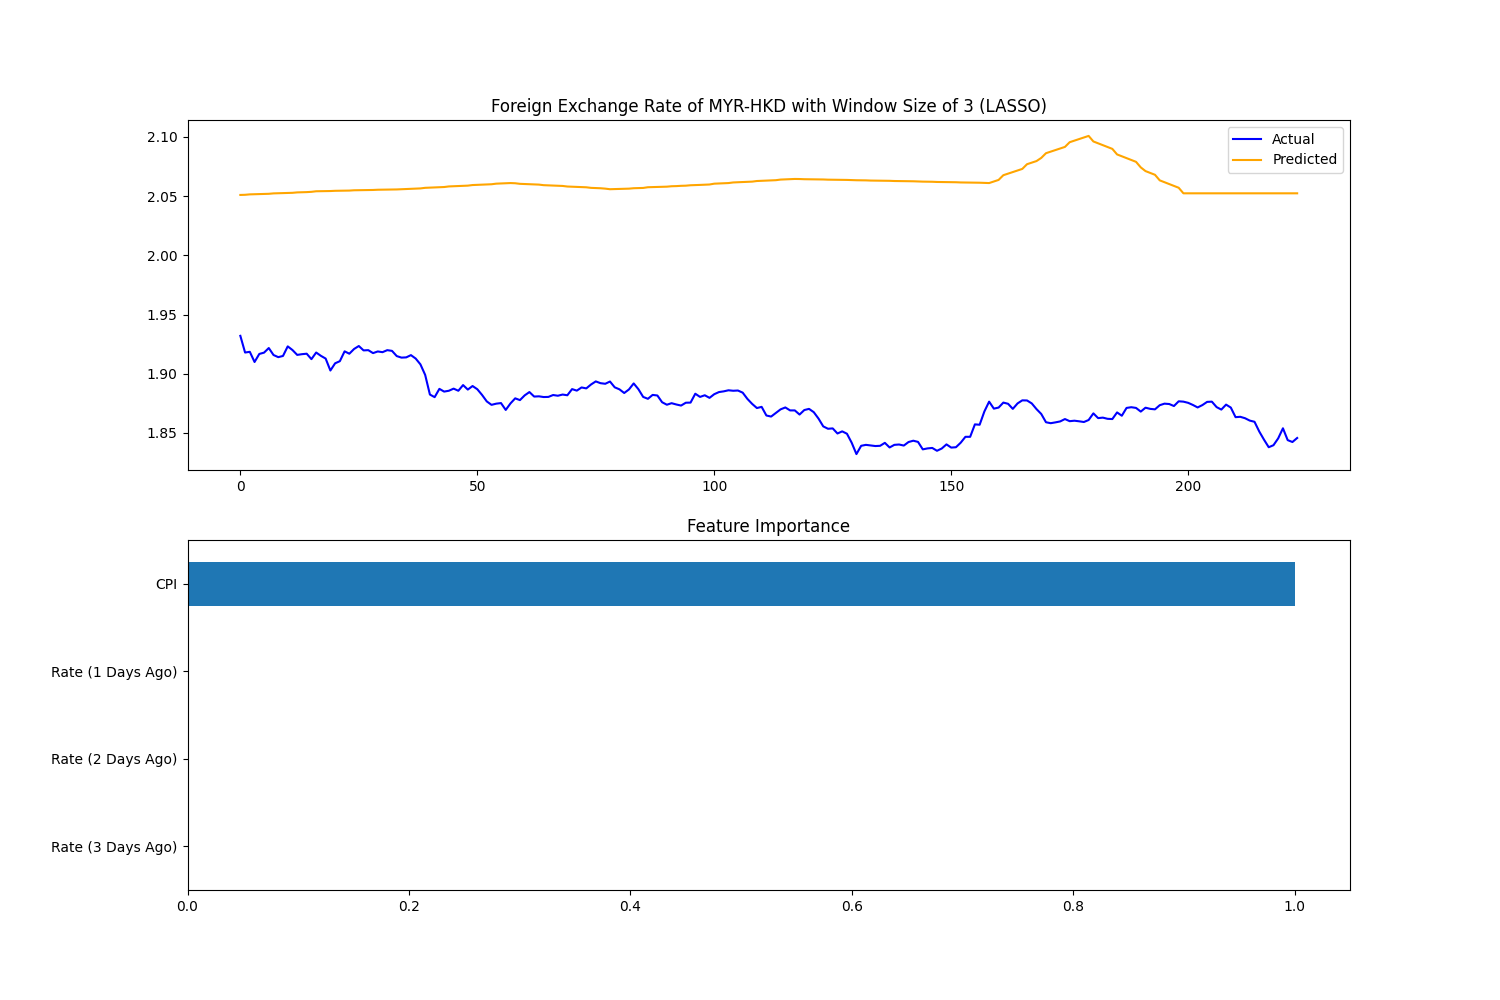 Foreign Exchange Rate of MYR-HKD with Window Size of 3 (LASSO)
2.10
2.05
2.00
1.95
1.90
1.85
Actual
Predicted
0 50 100 150 200
Feature Importance
CPI
Rate (1 Days Ago)
Rate (2 Days Ago)
Rate (3 Days Ago)
0.0 0.2 0.4 0.6 0.8 1.0